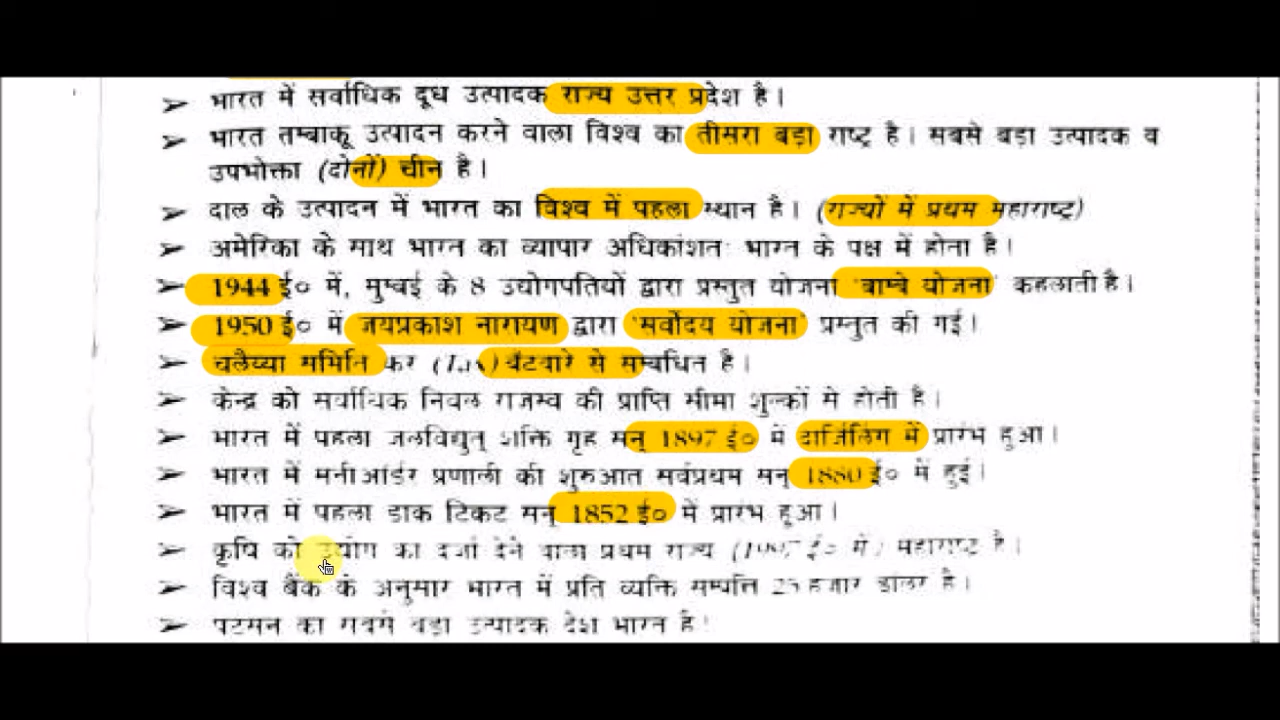 ➢ भारत में सर्वाधिक दूध उत्पादक राज्य उत्तर प्रदेश है।
➢ भारत तम्बाकू उत्पादन करने वाला विश्व का तीसरा बड़ा राष्ट्र है। सबसे बड़ा उत्पादक व
उपभोक्ता (दोनों) चीन है।
➢ दाल के उत्पादन में भारत का विश्व में पहला स्थान है। (राज्यों में प्रथम महाराष्ट्र)
➢ अमेरिका के साथ भारत का व्यापार अधिकांशतः भारत के पक्ष में होता है।
➢ 1944 ई० में, मुम्बई के 8 उद्योगपतियों द्वारा प्रस्तुत योजना 'बाम्बे योजना' कहलाती है।
➢ 1950 ई० में जयप्रकाश नारायण द्वारा 'सर्वोदय योजना' प्रस्तुत की गई।
➢ चलैय्या समिति कर (Tax) बँटवारे से सम्बंधित है।
➢ केन्द्र को सर्वाधिक निवल राजस्व की प्राप्ति सीमा शुल्कों से होती है।
➢ भारत में पहला जलविद्युत् शक्ति गृह सन् 1897 ई० में दार्जिलिंग में प्रारंभ हुआ।
➢ भारत में मनीआर्डर प्रणाली की शुरुआत सर्वप्रथम सन् 1880 ई० में हुई।
➢ भारत में पहला डाक टिकट सन् 1852 ई० में प्रारंभ हुआ।
➢ कृषि को उद्योग का दर्जा देने वाला प्रथम राज्य ई० में) महाराष्ट्र है।
➢ विश्व बैंक के अनुसार भारत में प्रति व्यक्ति सम्पत्ति हजार डॉलर है।
➢ पटसन का सबसे बड़ा उत्पादक देश भारत है।